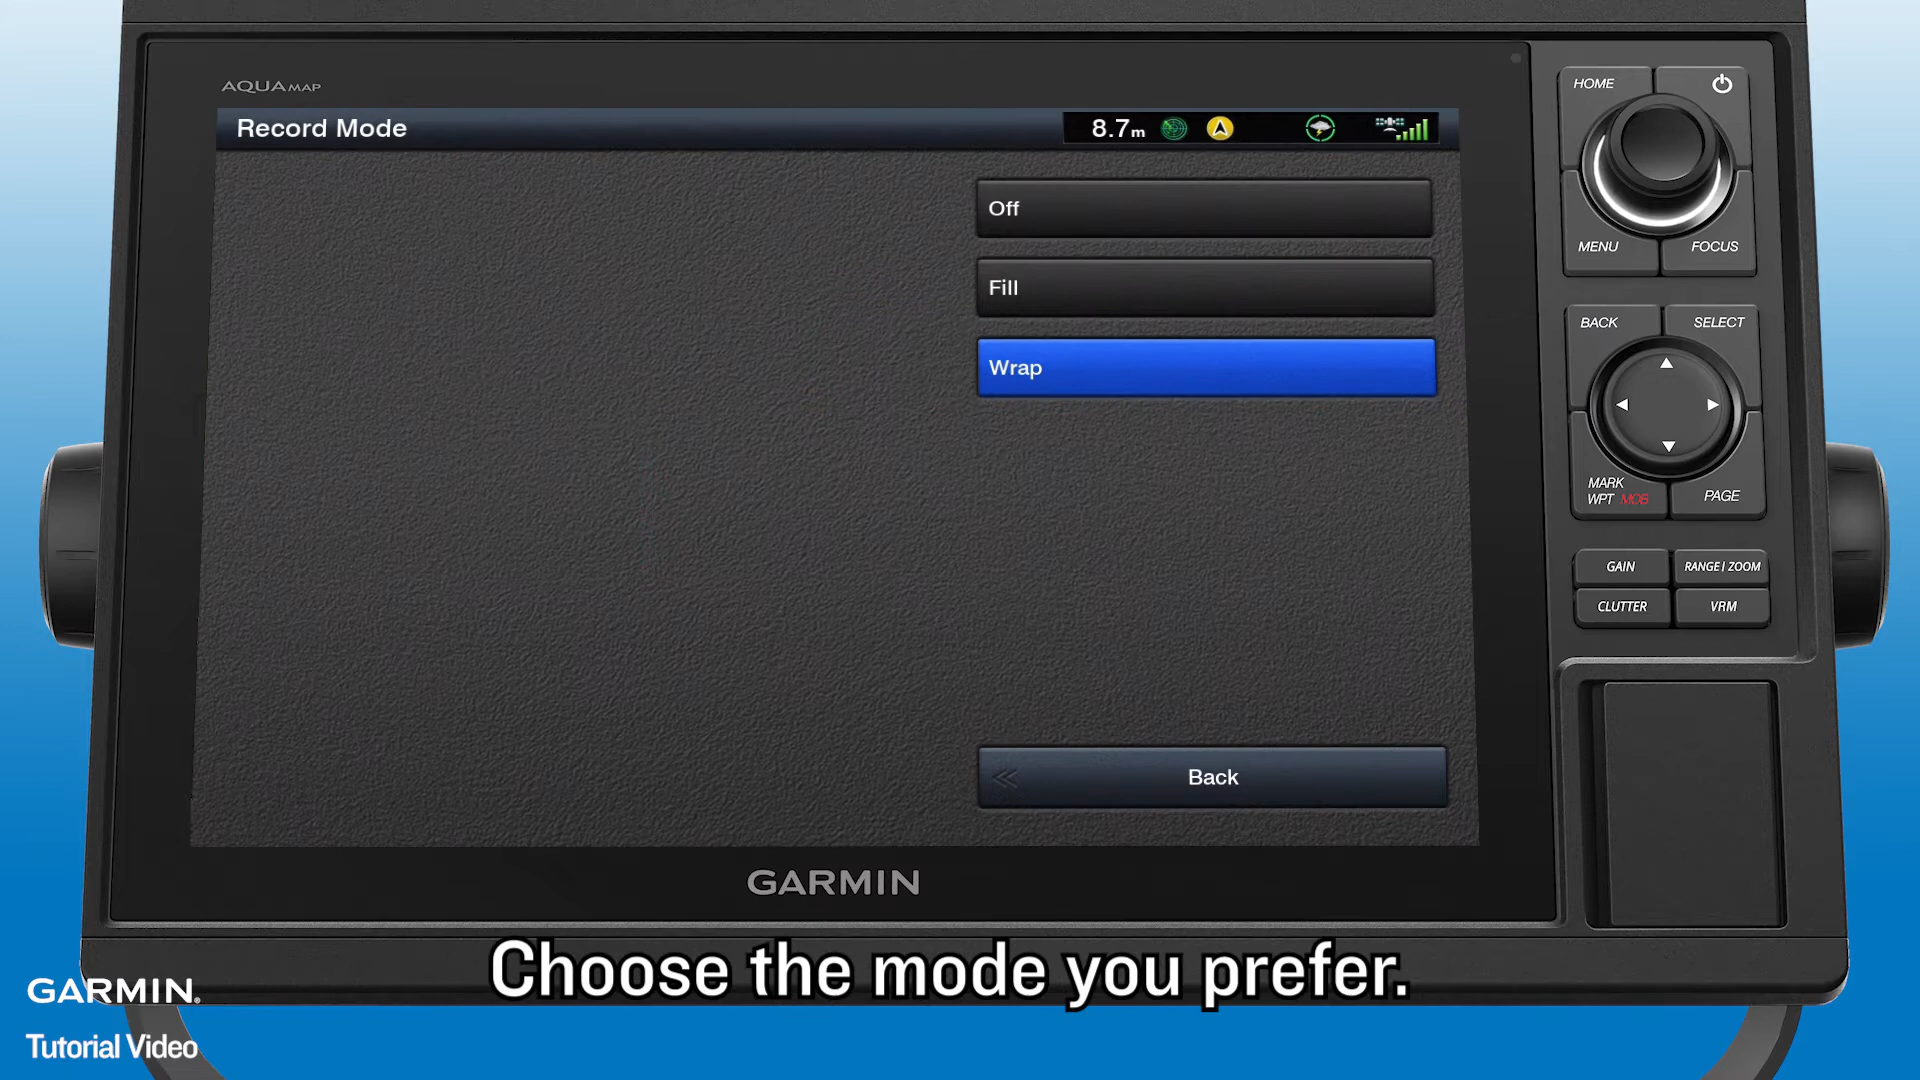 AQUAMAP
Record Mode
8.7m
Off
Fill
Wrap
Back
GARMIN
HOME
MENU
FOCUS
BACK
SELECT
MARK
WPT MOB
PAGE
GAIN
RANGE | ZOOM
CLUTTER
VRM
Choose the mode you prefer.
GARMIN®
Tutorial Video